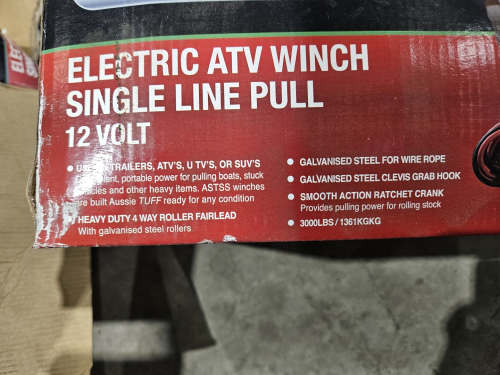 ELECTRIC ATV WINCH
SINGLE LINE PULL
12 VOLT
TRAILERS, ATV'S, U TV'S, OR SUV'S
portable power for pulling boats, stuck
and other heavy items. ASTSS winches
are built Aussie TUFF ready for any condition
HEAVY DUTY 4 WAY ROLLER FAIRLEAD
With galvanised steel rollers
• GALVANISED STEEL FOR WIRE ROPE
• GALVANISED STEEL CLEVIS GRAB HOOK
• SMOOTH ACTION RATCHET CRANK
Provides pulling power for rolling stock
• 3000LBS / 1361KGKG